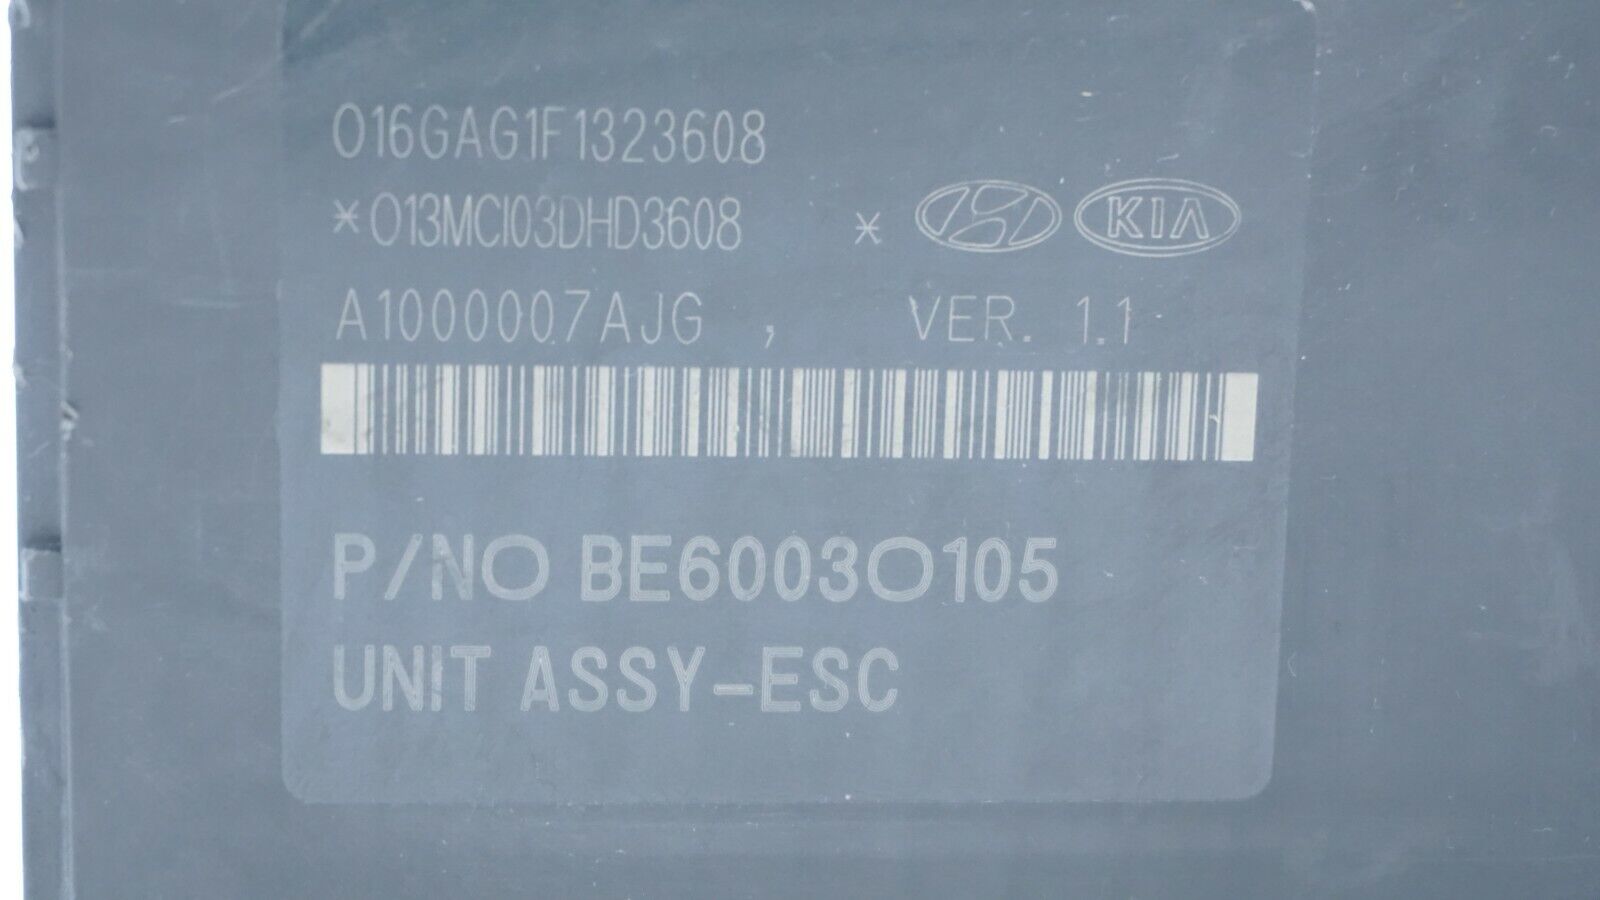 O16GAG1F1323608
*O13MCI03DHD3608 * KIA
A1000007AJG , VER. 1.1
P/NO BE60030105
UNIT ASSY-ESC